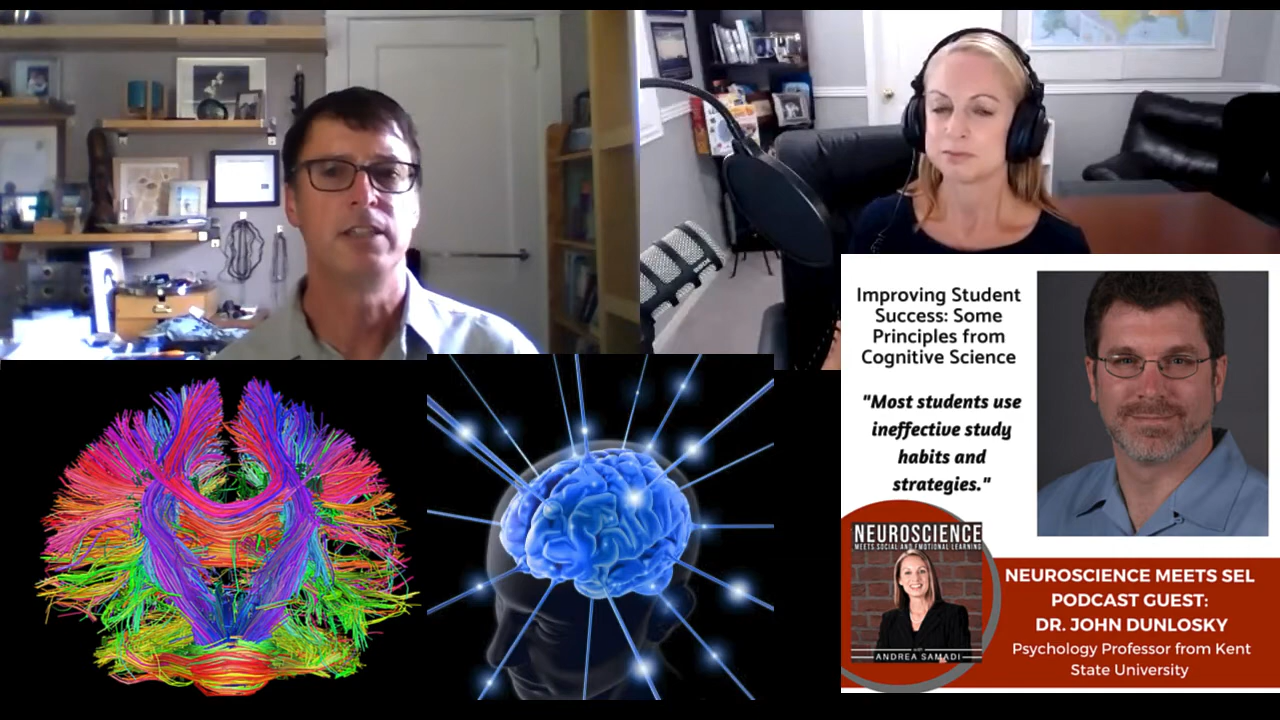 Improving Student
Success: Some
Principles from
Cognitive Science
"Most students use
ineffective study
habits and
strategies."
NEUROSCIENCE
MEETS SOCIAL AND EMOTIONAL LEARNING
with
ANDREA SAMADI
NEUROSCIENCE MEETS SEL
PODCAST GUEST:
DR. JOHN DUNLOSKY
Psychology Professor from Kent
State University